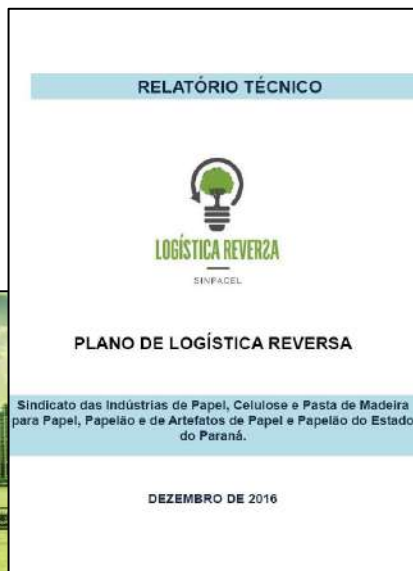 RELATÓRIO TÉCNICO
LOGÍSTICA REVERSA
SINPACEL
PLANO DE LOGÍSTICA REVERSA
Sindicato das Indústrias de Papel, Celulose e Pasta de Madeira
para Papel, Papelão e de Artefatos de Papel e Papelão do Estado
do Paraná.
DEZEMBRO DE 2016